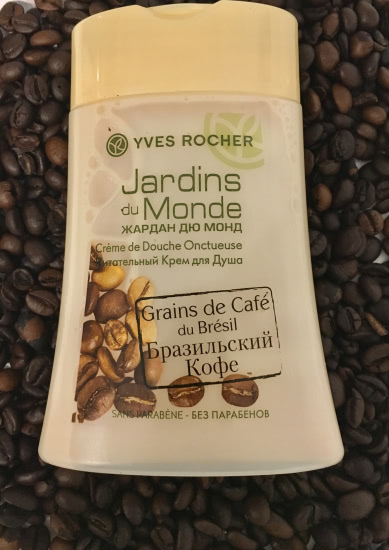 YVES ROCHER
Jardins
du Monde
ЖАРДАН ДЮ МОНД
Crème de Douche Onctueuse
Питательный Крем для Душа
Grains de Café
du Brésil
Бразильский
Кофе
SANS PARABÈNE - БЕЗ ПАРАБЕНОВ